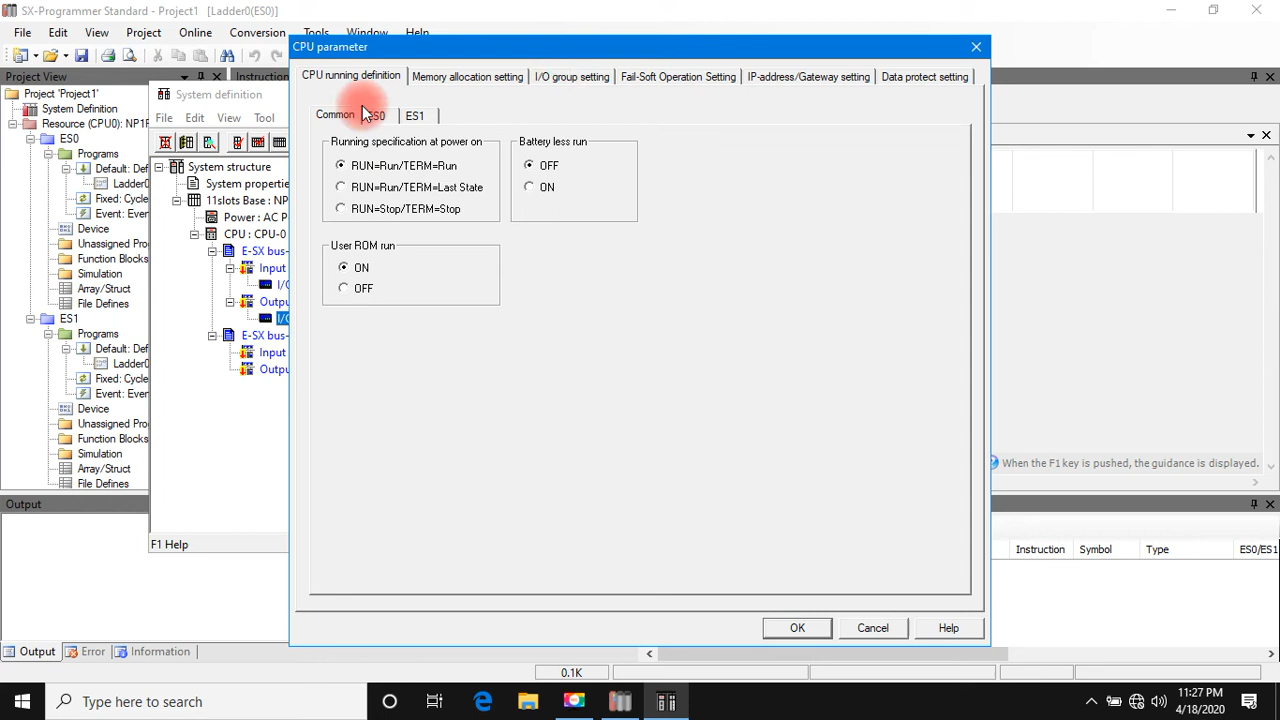 SX-Programmer Standard - Project1 - [Ladder0(ES0)]
File Edit View Project Online Conversion Tools Window Help
Project View
Project 'Project1'
System Definition
Resource (CPU0): NP1P
ES0
Programs
Default: Def
Ladder0
Fixed: Cycle
Event: Event
Device
Unassigned Progr
Function Blocks
Simulation
Array/Struct
File Defines
ES1
Programs
Default: Def
Ladder0
Fixed: Cycle
Event: Event
Device
Unassigned Progr
Function Blocks
Simulation
Array/Struct
File Defines
Instruction
System definition
File Edit View Tool
System structure
System properties
11slots Base : NP
Power : AC P
CPU : CPU-0
E-SX bus-
Input
I/O
Outpu
I/O
E-SX bus-
Input
Outpu
F1 Help
CPU parameter
CPU running definition Memory allocation setting I/O group setting Fail-Soft Operation Setting IP-address/Gateway setting Data protect setting
Common ES0 ES1
Running specification at power on
RUN=Run/TERM=Run
RUN=Run/TERM=Last State
RUN=Stop/TERM=Stop
Battery less run
OFF
ON
User ROM run
ON
OFF
OK Cancel Help
When the F1 key is pushed, the guidance is displayed.
Output
Instruction Symbol Type ES0/ES1
Output Error Information
0.1K
Type here to search
11:27 PM
4/18/2020